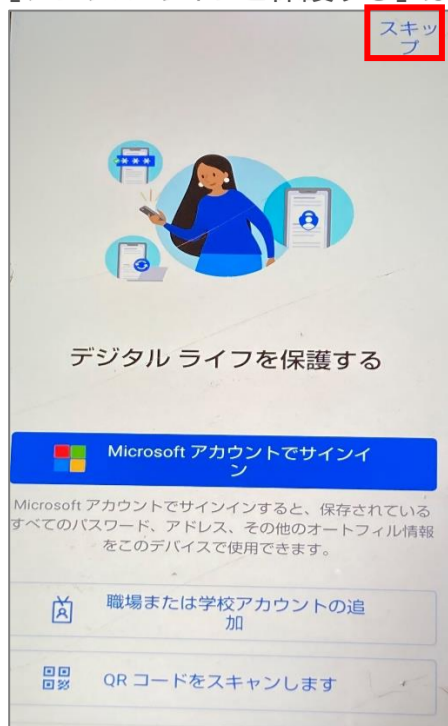 スキッ
プ
デジタル ライフを保護する
Microsoft アカウントでサインイ
ン
Microsoft アカウントでサインインすると、保存されている
すべてのパスワード、アドレス、その他のオートフィル情報
をこのデバイスで使用できます。
職場または学校アカウントの追
加
QR コードをスキャンします